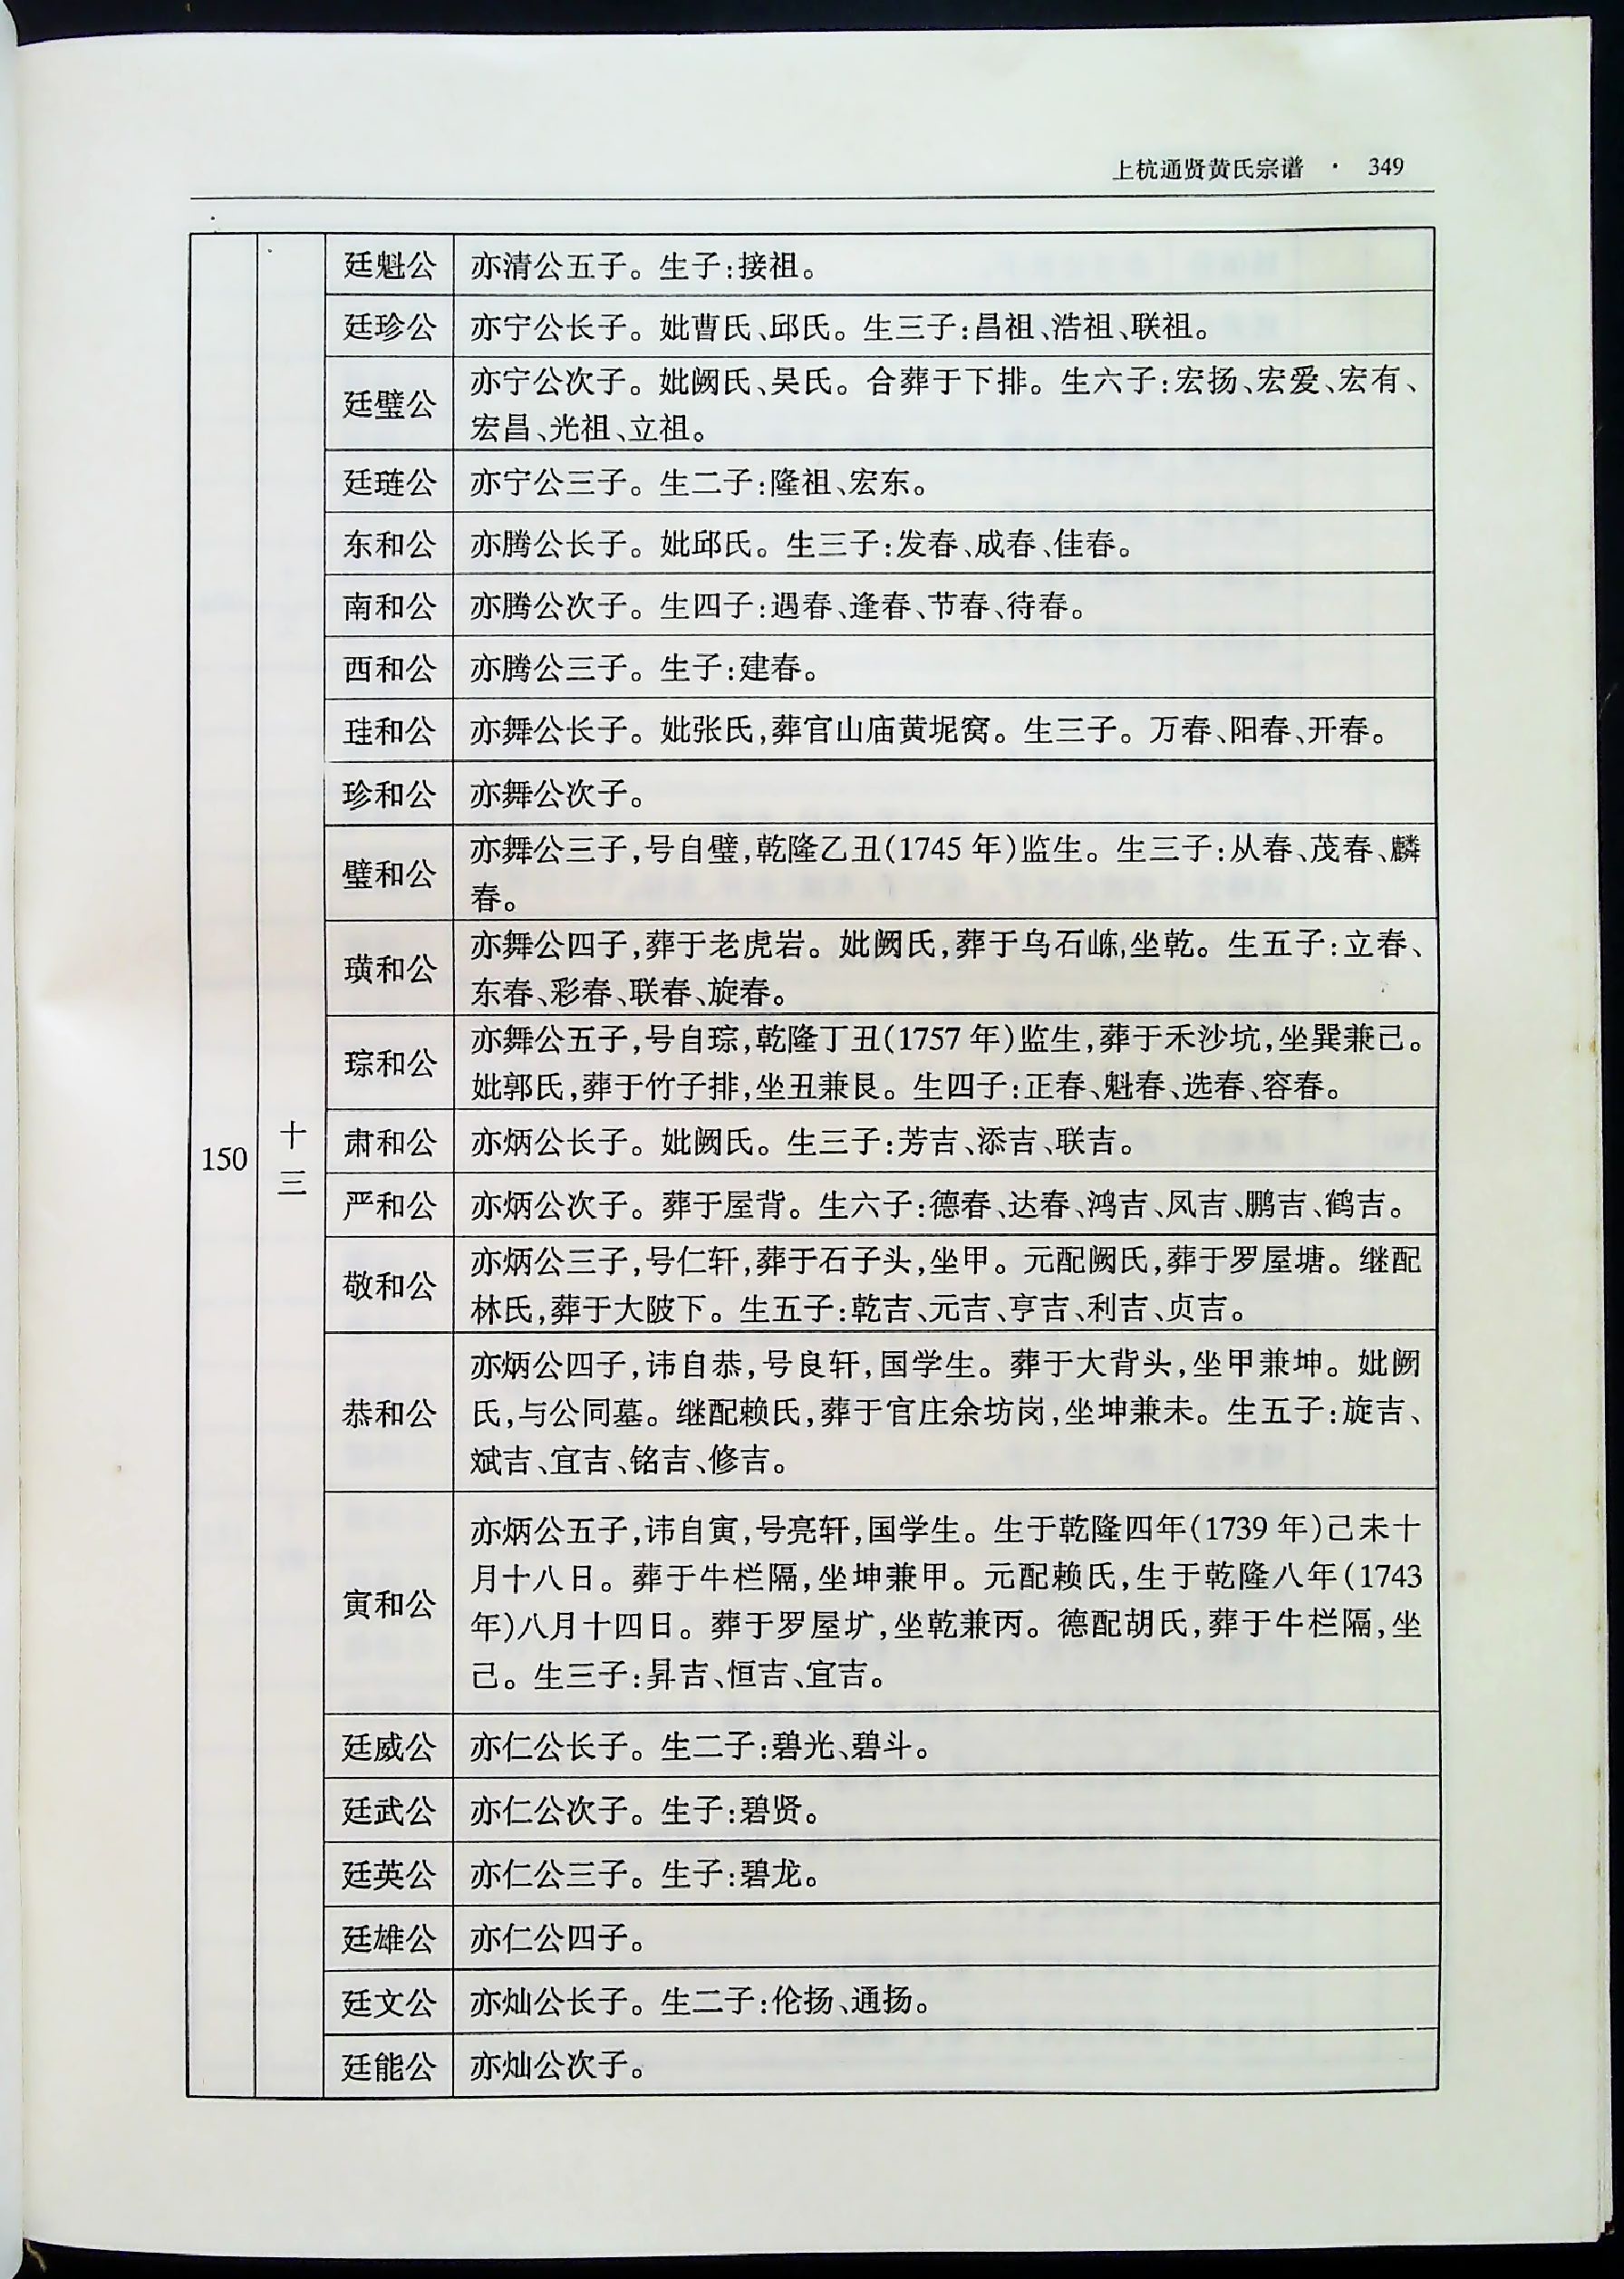 上杭通贤黄氏宗谱 · 349
150
十三
廷魁公 亦清公五子。生子:接祖。
廷珍公 亦宁公长子。妣曹氏、邱氏。生三子:昌祖、浩祖、联祖。
廷璧公 亦宁公次子。妣阙氏、吴氏。合葬于下排。生六子:宏扬、宏爱、宏有、
宏昌、光祖、立祖。
廷琏公 亦宁公三子。生二子:隆祖、宏东。
东和公 亦腾公长子。妣邱氏。生三子:发春、成春、佳春。
南和公 亦腾公次子。生四子:遇春、逢春、节春、待春。
西和公 亦腾公三子。生子:建春。
珪和公 亦舞公长子。妣张氏,葬官山庙黄坭窝。生三子。万春、阳春、开春。
珍和公 亦舞公次子。
璧和公 亦舞公三子,号自璧,乾隆乙丑(1745年)监生。生三子:从春、茂春、麟
春。
璜和公 亦舞公四子,葬于老虎岩。妣阙氏,葬于乌石崠,坐乾。生五子:立春、
东春、彩春、联春、旋春。
琮和公 亦舞公五子,号自琮,乾隆丁丑(1757年)监生,葬于禾沙坑,坐巽兼己。
妣郭氏,葬于竹子排,坐丑兼艮。生四子:正春、魁春、选春、容春。
肃和公 亦炳公长子。妣阙氏。生三子:芳吉、添吉、联吉。
严和公 亦炳公次子。葬于屋背。生六子:德春、达春、鸿吉、凤吉、鹏吉、鹤吉。
敬和公 亦炳公三子,号仁轩,葬于石子头,坐甲。元配阙氏,葬于罗屋塘。继配
林氏,葬于大陂下。生五子:乾吉、元吉、亨吉、利吉、贞吉。
恭和公 亦炳公四子,讳自恭,号良轩,国学生。葬于大背头,坐甲兼坤。妣阙
氏,与公同墓。继配赖氏,葬于官庄余坊岗,坐坤兼未。生五子:旋吉、
斌吉、宜吉、铭吉、修吉。
寅和公 亦炳公五子,讳自寅,号亮轩,国学生。生于乾隆四年(1739年)己未十
月十八日。葬于牛栏隔,坐坤兼甲。元配赖氏,生于乾隆八年(1743
年)八月十四日。葬于罗屋圹,坐乾兼丙。德配胡氏,葬于牛栏隔,坐
己。生三子:昇吉、恒吉、宜吉。
廷威公 亦仁公长子。生二子:碧光、碧斗。
廷武公 亦仁公次子。生子:碧贤。
廷英公 亦仁公三子。生子:碧龙。
廷雄公 亦仁公四子。
廷文公 亦灿公长子。生二子:伦扬、通扬。
廷能公 亦灿公次子。